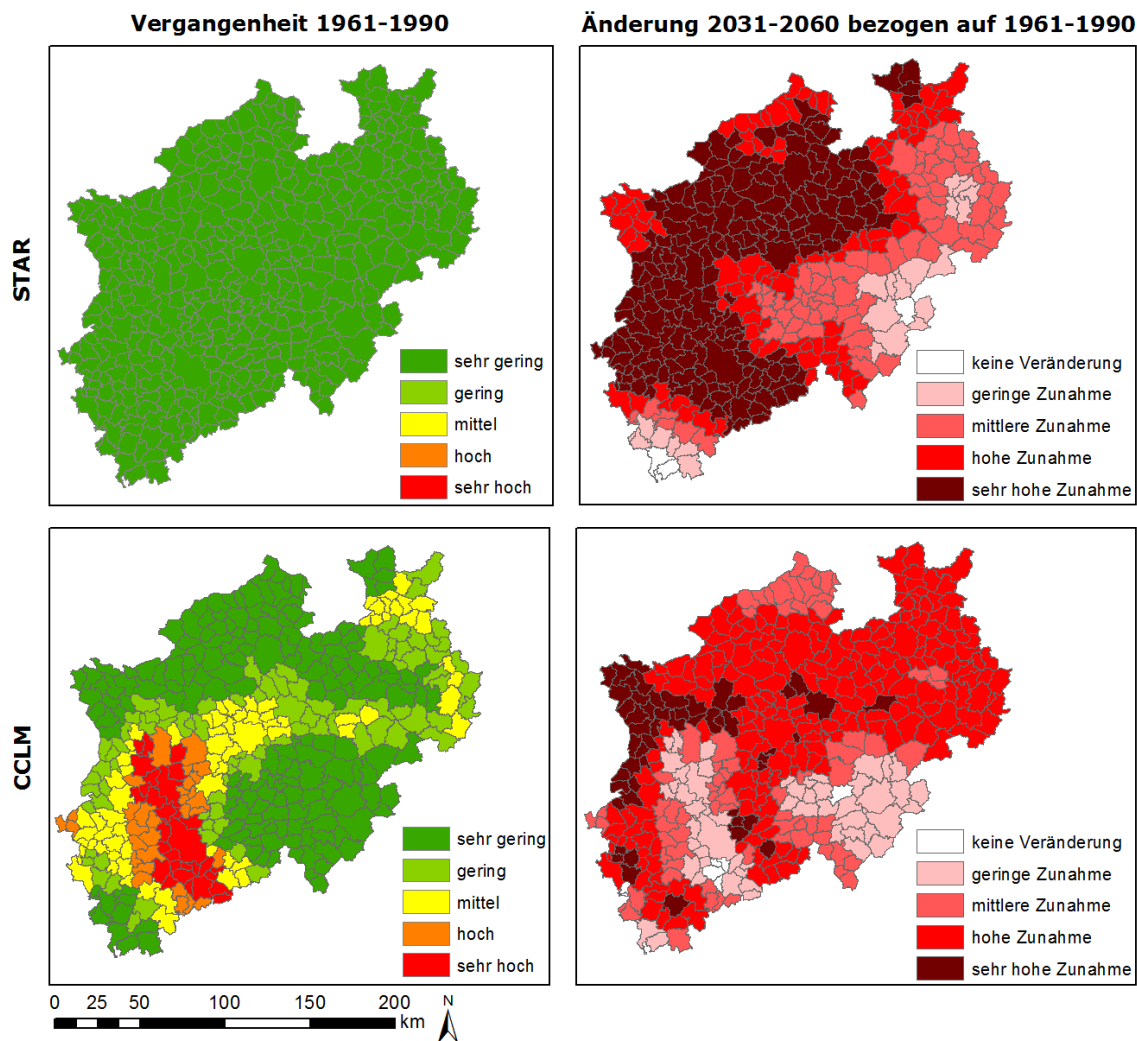 Vergangenheit 1961-1990
Änderung 2031-2060 bezogen auf 1961-1990
STAR
sehr gering
gering
mittel
hoch
sehr hoch
keine Veränderung
geringe Zunahme
mittlere Zunahme
hohe Zunahme
sehr hohe Zunahme
CCLM
sehr gering
gering
mittel
hoch
sehr hoch
keine Veränderung
geringe Zunahme
mittlere Zunahme
hohe Zunahme
sehr hohe Zunahme
0 25 50 100 150 200
km
N